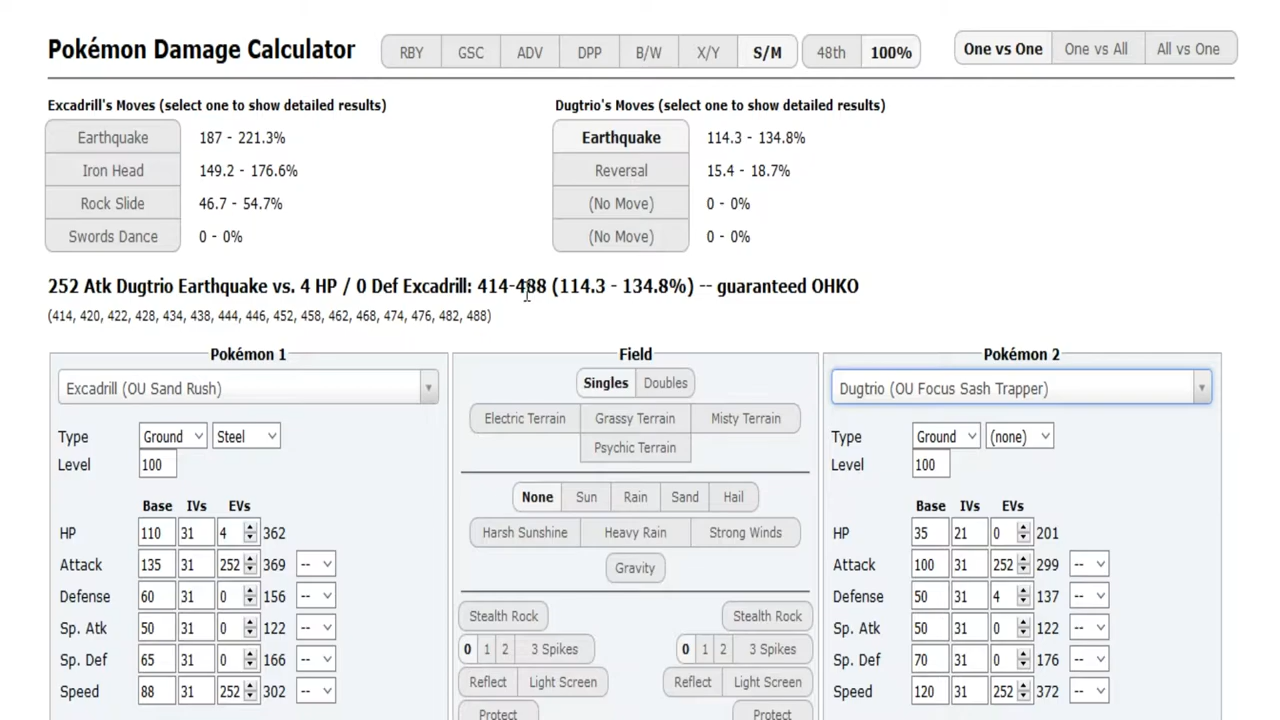 Pokémon Damage Calculator RBY GSC ADV DPP B/W X/Y S/M 48th 100% One vs One One vs All All vs One
Excadrill's Moves (select one to show detailed results) Dugtrio's Moves (select one to show detailed results)
Earthquake 187 - 221.3% Earthquake 114.3 - 134.8%
Iron Head 149.2 - 176.6% Reversal 15.4 - 18.7%
Rock Slide 46.7 - 54.7% (No Move) 0 - 0%
Swords Dance 0 - 0% (No Move) 0 - 0%
252 Atk Dugtrio Earthquake vs. 4 HP / 0 Def Excadrill: 414-488 (114.3 - 134.8%) -- guaranteed OHKO
(414, 420, 422, 428, 434, 438, 444, 446, 452, 458, 462, 468, 474, 476, 482, 488)
Pokémon 1 Field Pokémon 2
Excadrill (OU Sand Rush) Singles Doubles Dugtrio (OU Focus Sash Trapper)
Electric Terrain Grassy Terrain Misty Terrain
Type Ground Steel Psychic Terrain Type Ground (none)
Level 100 Level 100
None Sun Rain Sand Hail
Base IVs EVs Base IVs EVs
HP 110 31 4 362 Harsh Sunshine Heavy Rain Strong Winds HP 35 21 0 201
Attack 135 31 252 369 -- Gravity Attack 100 31 252 299 --
Defense 60 31 0 156 -- Defense 50 31 4 137 --
Stealth Rock Stealth Rock
Sp. Atk 50 31 0 122 -- Sp. Atk 50 31 0 122 --
0 1 2 3 Spikes 0 1 2 3 Spikes
Sp. Def 65 31 0 166 -- Sp. Def 70 31 0 176 --
Reflect Light Screen Reflect Light Screen
Speed 88 31 252 302 -- Speed 120 31 252 372 --
Protect Protect